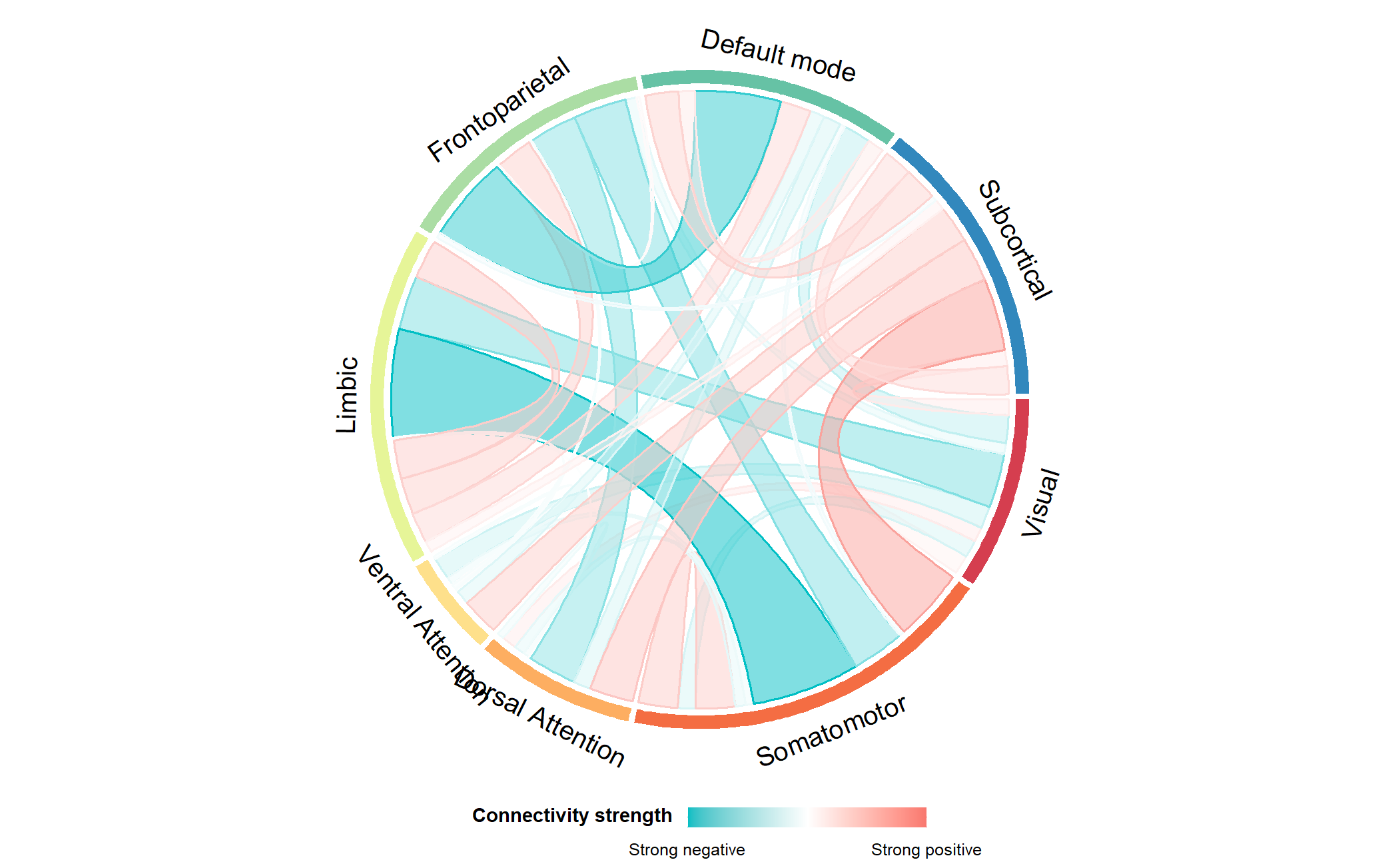 Default mode
Frontoparietal
Subcortical
Limbic
Visual
Ventral Attention
Dorsal Attention
Somatomotor
Connectivity strength
Strong negative
Strong positive